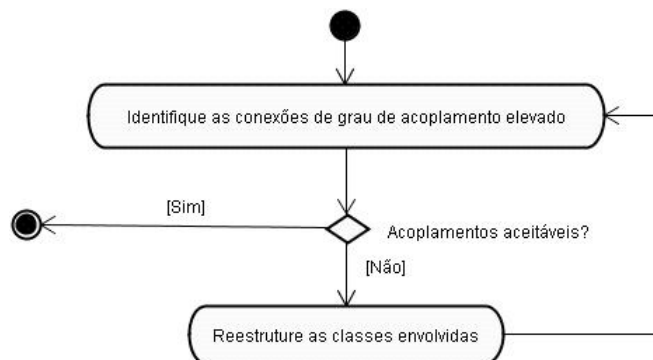 Identifique as conexões de grau de acoplamento elevado
[Sim]
Acoplamentos aceitáveis?
[Não]
Reestruture as classes envolvidas